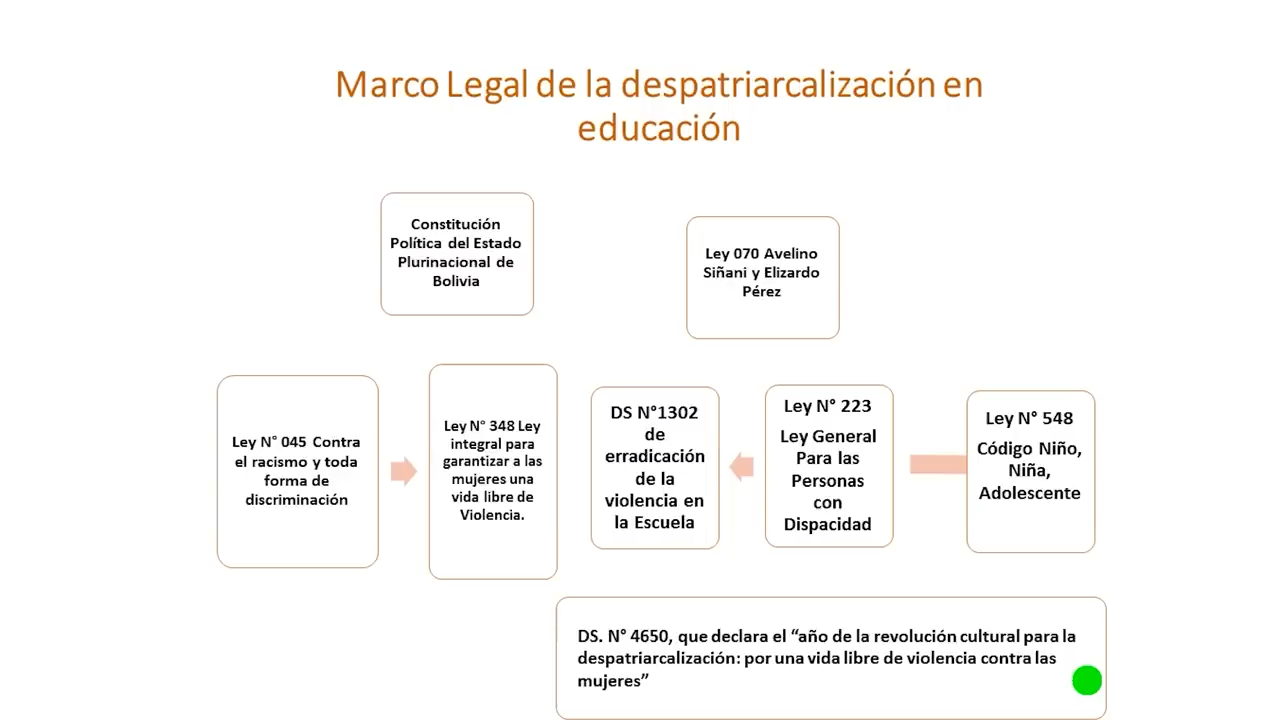 Marco Legal de la despatriarcalización en
educación
Constitución
Política del Estado
Plurinacional de
Bolivia
Ley 070 Avelino
Siñani y Elizardo
Pérez
Ley N° 045 Contra
el racismo y toda
forma de
discriminación
Ley N° 348 Ley
integral para
garantizar a las
mujeres una
vida libre de
Violencia.
DS N°1302
de
erradicación
de la
violencia en
la Escuela
Ley N° 223
Ley General
Para las
Personas
con
Dispacidad
Ley N° 548
Código Niño,
Niña,
Adolescente
DS. N° 4650, que declara el “año de la revolución cultural para la
despatriarcalización: por una vida libre de violencia contra las
mujeres”